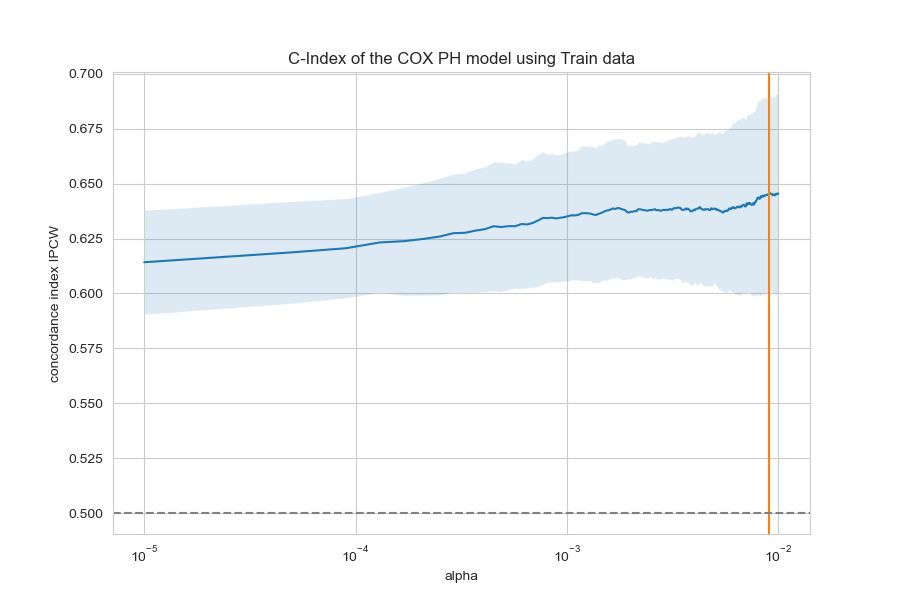 C-Index of the COX PH model using Train data
concordance index IPCW
0.700
0.675
0.650
0.625
0.600
0.575
0.550
0.525
0.500
10⁻⁵ 10⁻⁴ 10⁻³ 10⁻²
alpha